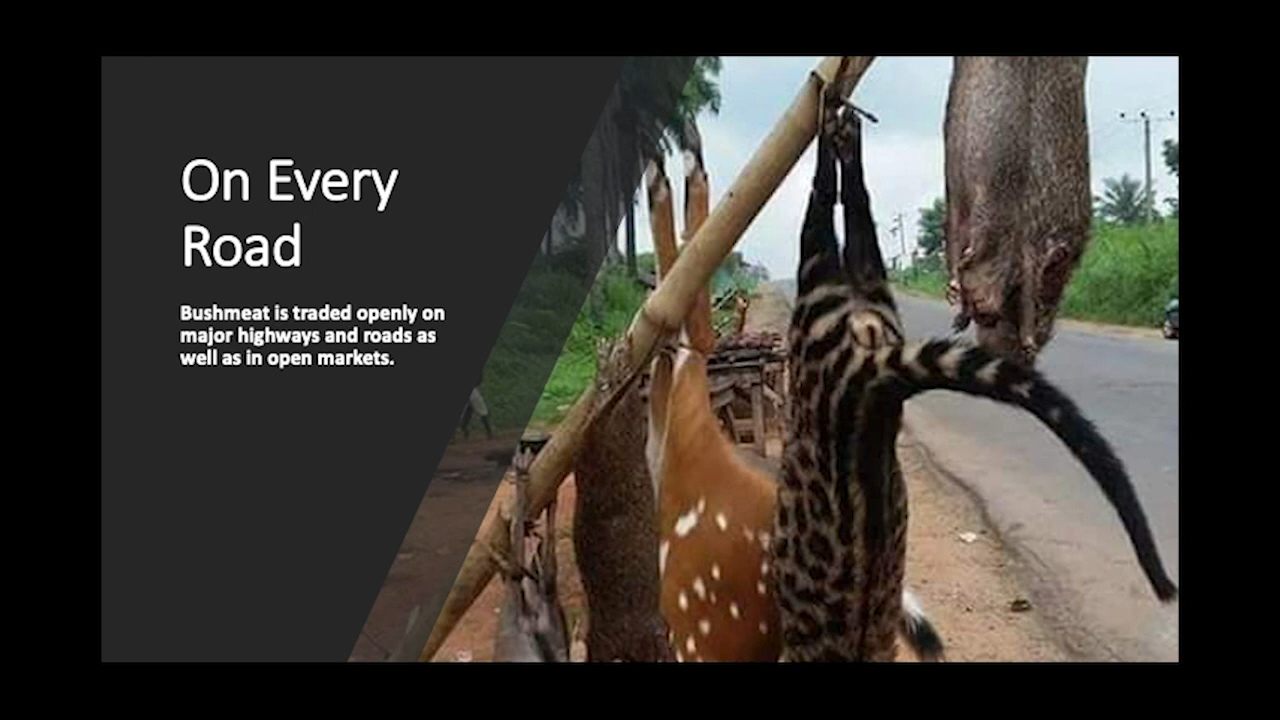 On Every
Road
Bushmeat is traded openly on
major highways and roads as
well as in open markets.